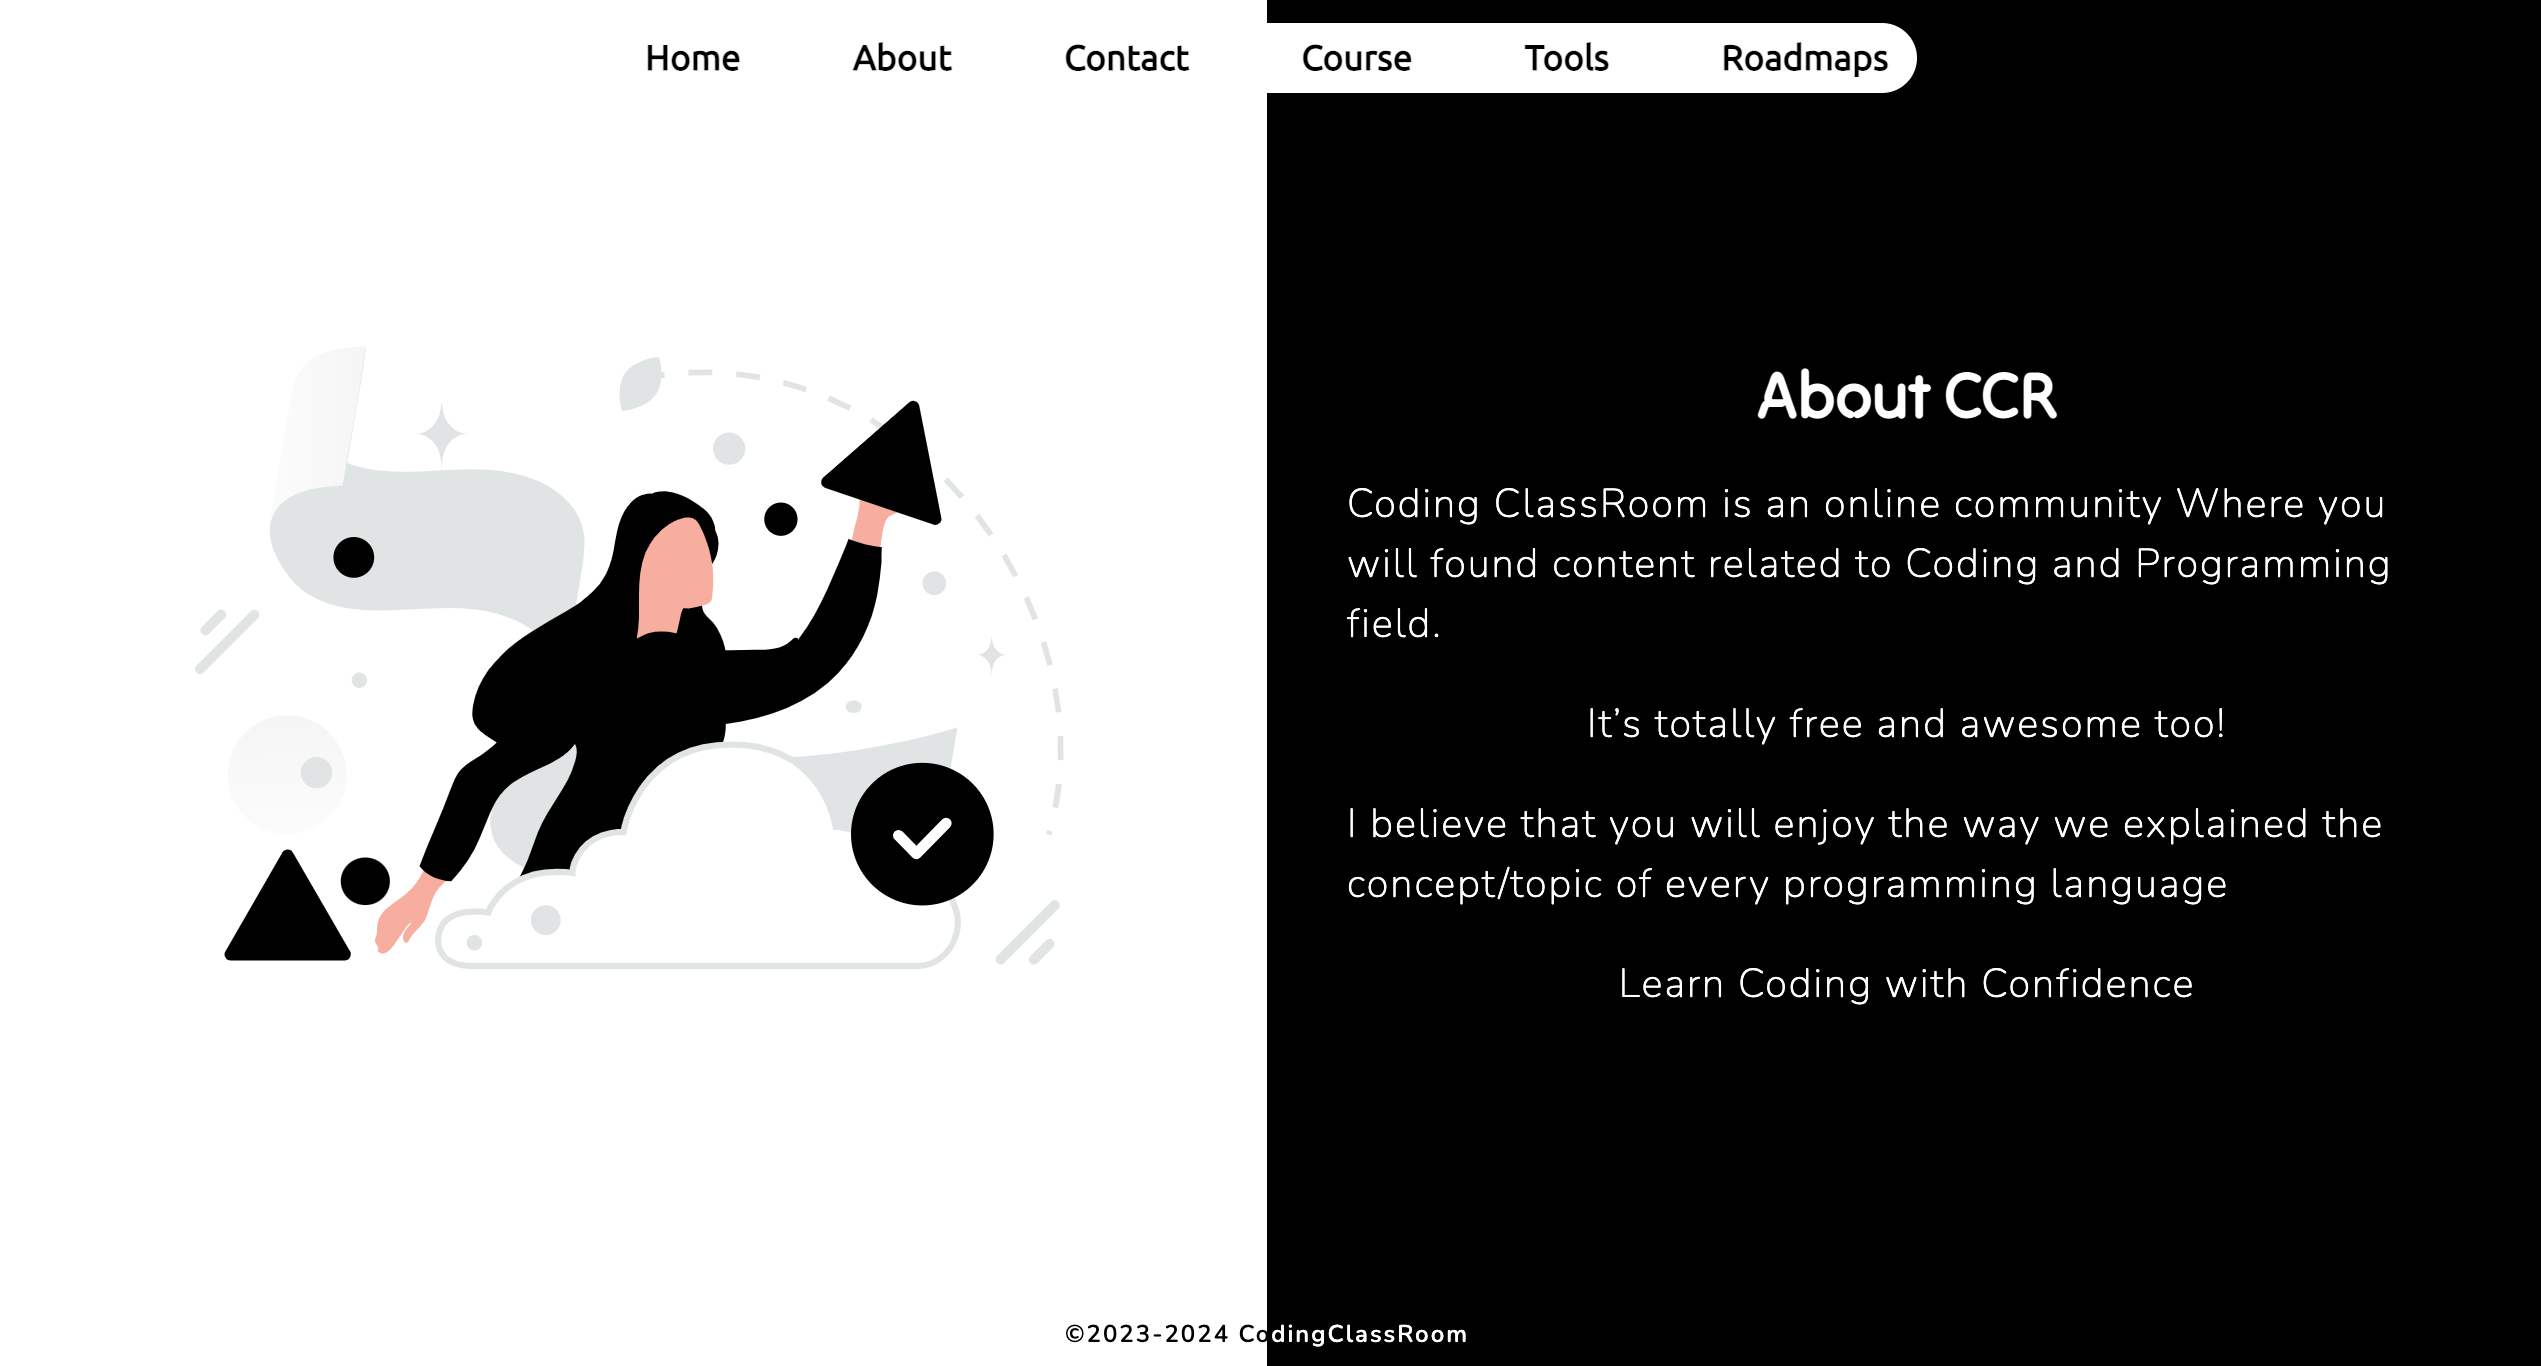 Home About Contact Course Tools Roadmaps
About CCR
Coding ClassRoom is an online community Where you
will found content related to Coding and Programming
field.
It’s totally free and awesome too!
I believe that you will enjoy the way we explained the
concept/topic of every programming language
Learn Coding with Confidence
©2023-2024 CodingClassRoom